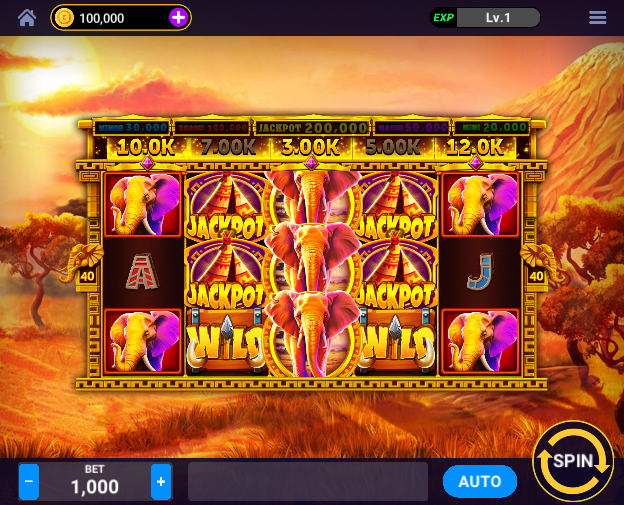 100,000 +
EXP Lv.1
MINOR 30,000 GRAND 100,000 JACKPOT 200,000 MAJOR 50,000 MINI 20,000
10.0K 7.00K 3.00K 5.00K 12.0K
JACKPOT JACKPOT
40 A JACKPOT JACKPOT J 40
WILD WILD
BET
- 1,000 + AUTO SPIN